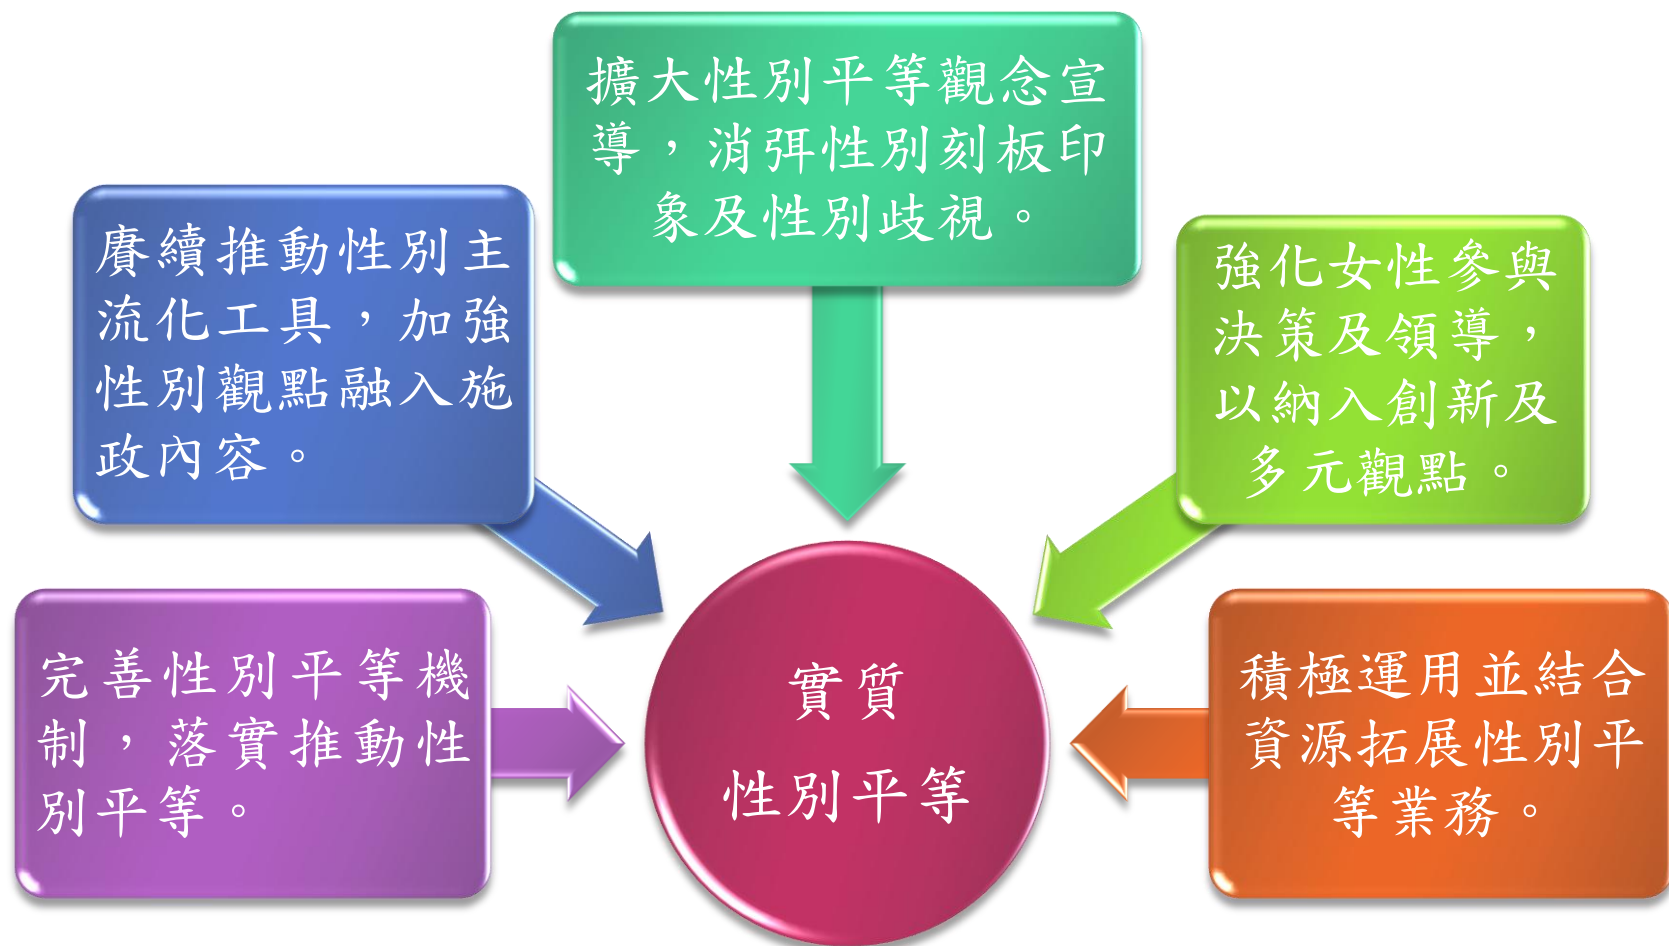 擴大性別平等觀念宣
導，消弭性別刻板印
象及性別歧視。
賡續推動性別主
流化工具，加強
性別觀點融入施
政內容。
強化女性參與
決策及領導，
以納入創新及
多元觀點。
完善性別平等機
制，落實推動性
別平等。
實質
性別平等
積極運用並結合
資源拓展性別平
等業務。